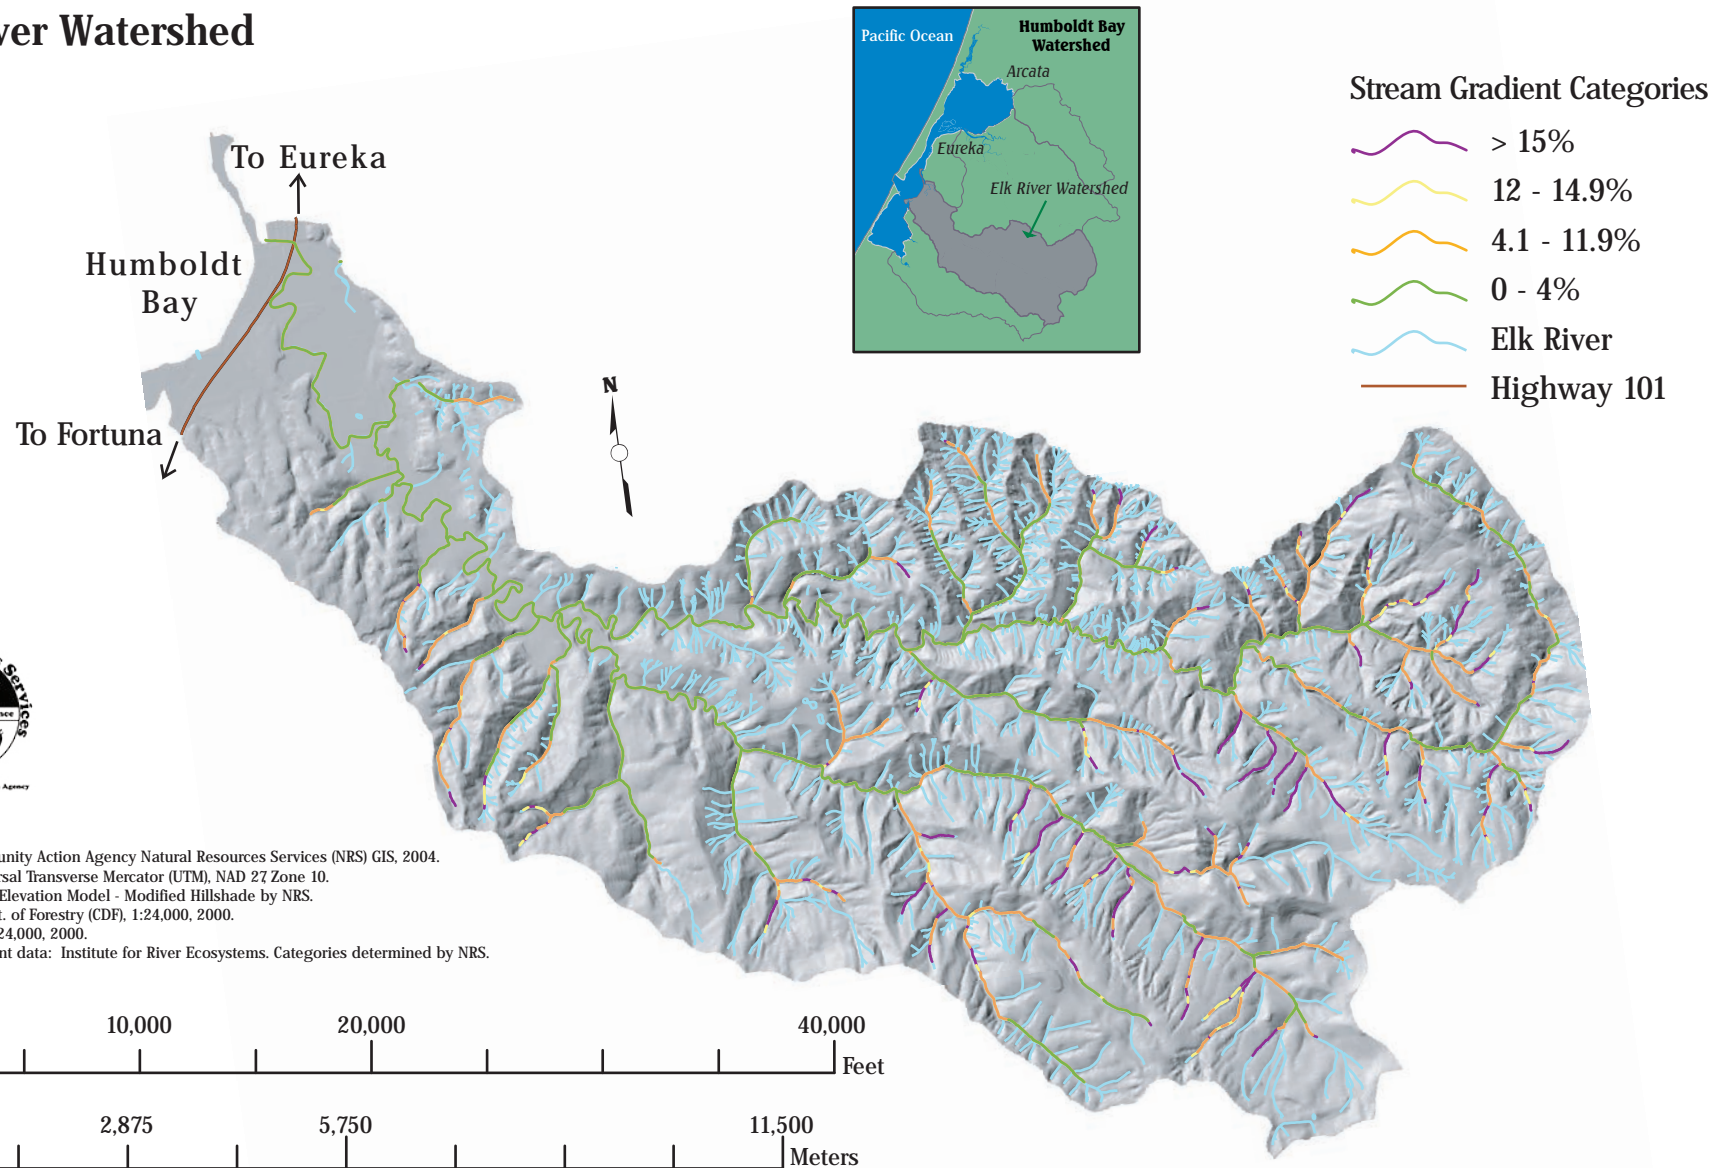 ver Watershed
Pacific Ocean
Humboldt Bay
Watershed
Arcata
Eureka
Elk River Watershed
Stream Gradient Categories
> 15%
12 - 14.9%
4.1 - 11.9%
0 - 4%
Elk River
Highway 101
To Eureka
Humboldt
Bay
To Fortuna
N
Services
nce
Agency
unity Action Agency Natural Resources Services (NRS) GIS, 2004.
rsal Transverse Mercator (UTM), NAD 27, Zone 10.
Elevation Model - Modified Hillshade by NRS.
t. of Forestry (CDF), 1:24,000, 2000.
24,000, 2000.
nt data: Institute for River Ecosystems. Categories determined by NRS.
10,000 20,000 40,000
Feet
2,875 5,750 11,500
Meters